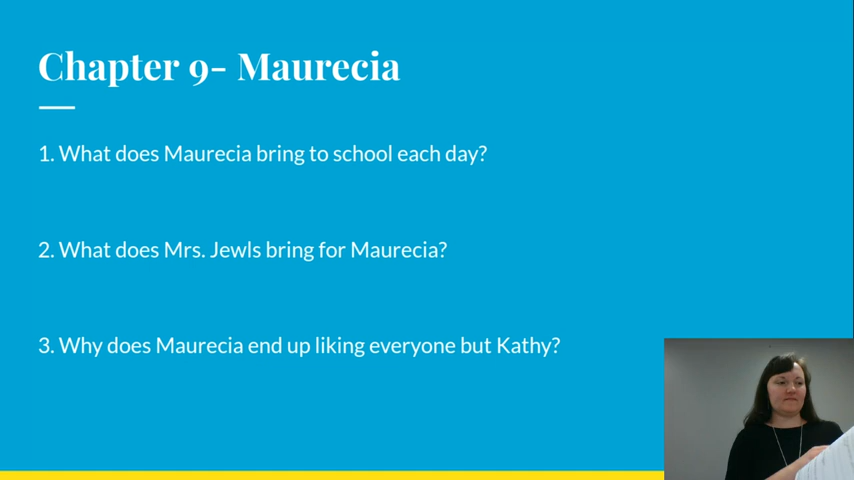 Chapter 9- Maurecia
1. What does Maurecia bring to school each day?
2. What does Mrs. Jewls bring for Maurecia?
3. Why does Maurecia end up liking everyone but Kathy?